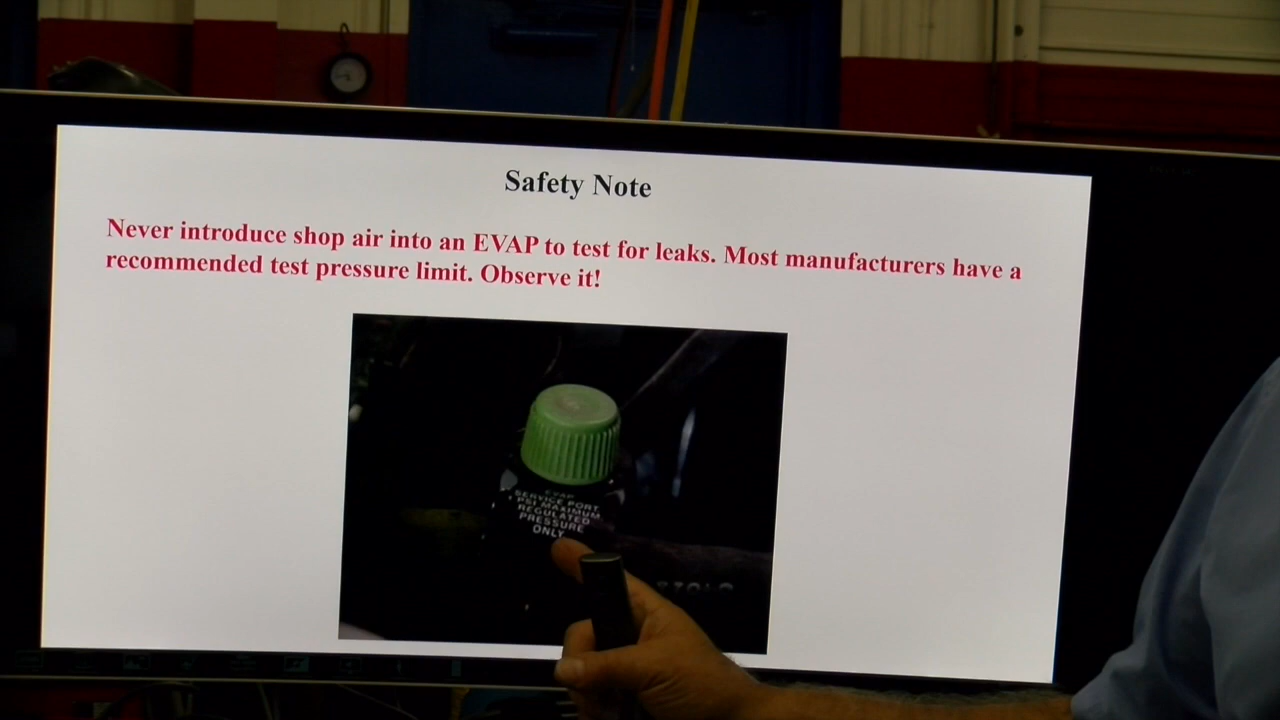 Safety Note
Never introduce shop air into an EVAP to test for leaks. Most manufacturers have a
recommended test pressure limit. Observe it!
EVAP
SERVICE PORT
PSI MAXIMUM
REGULATED
PRESSURE
ONLY